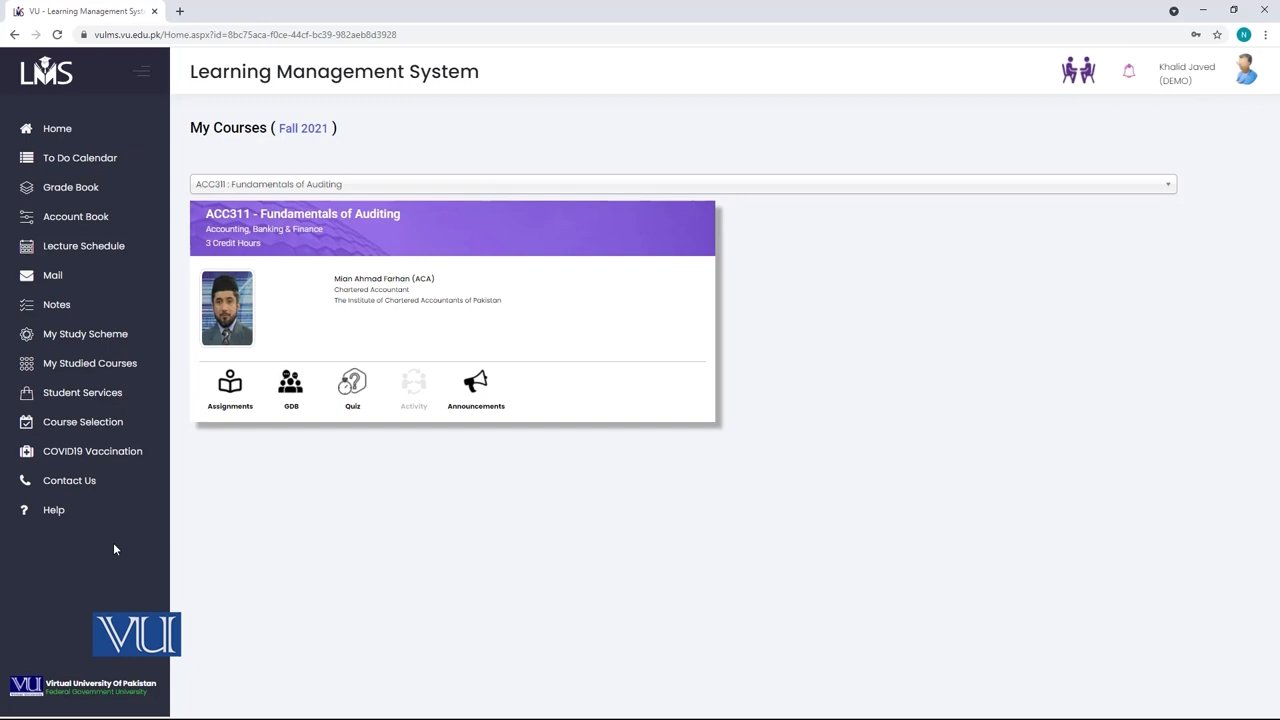 VU - Learning Management Syst
vulms.vu.edu.pk/Home.aspx?id=8bc75aca-f0ce-44cf-bc39-982aeb8d3928
N
LMS
Learning Management System
Khalid Javed
(DEMO)
Home
To Do Calendar
Grade Book
Account Book
Lecture Schedule
Mail
Notes
My Study Scheme
My Studied Courses
Student Services
Course Selection
COVID19 Vaccination
Contact Us
Help
VU
VU
Virtual University Of Pakistan
Federal Government University
My Courses ( Fall 2021 )
ACC311 : Fundamentals of Auditing
ACC311 - Fundamentals of Auditing
Accounting, Banking & Finance
3 Credit Hours
Mian Ahmad Farhan (ACA)
Chartered Accountant
The Institute of Chartered Accountants of Pakistan
Assignments
GDB
Quiz
Activity
Announcements